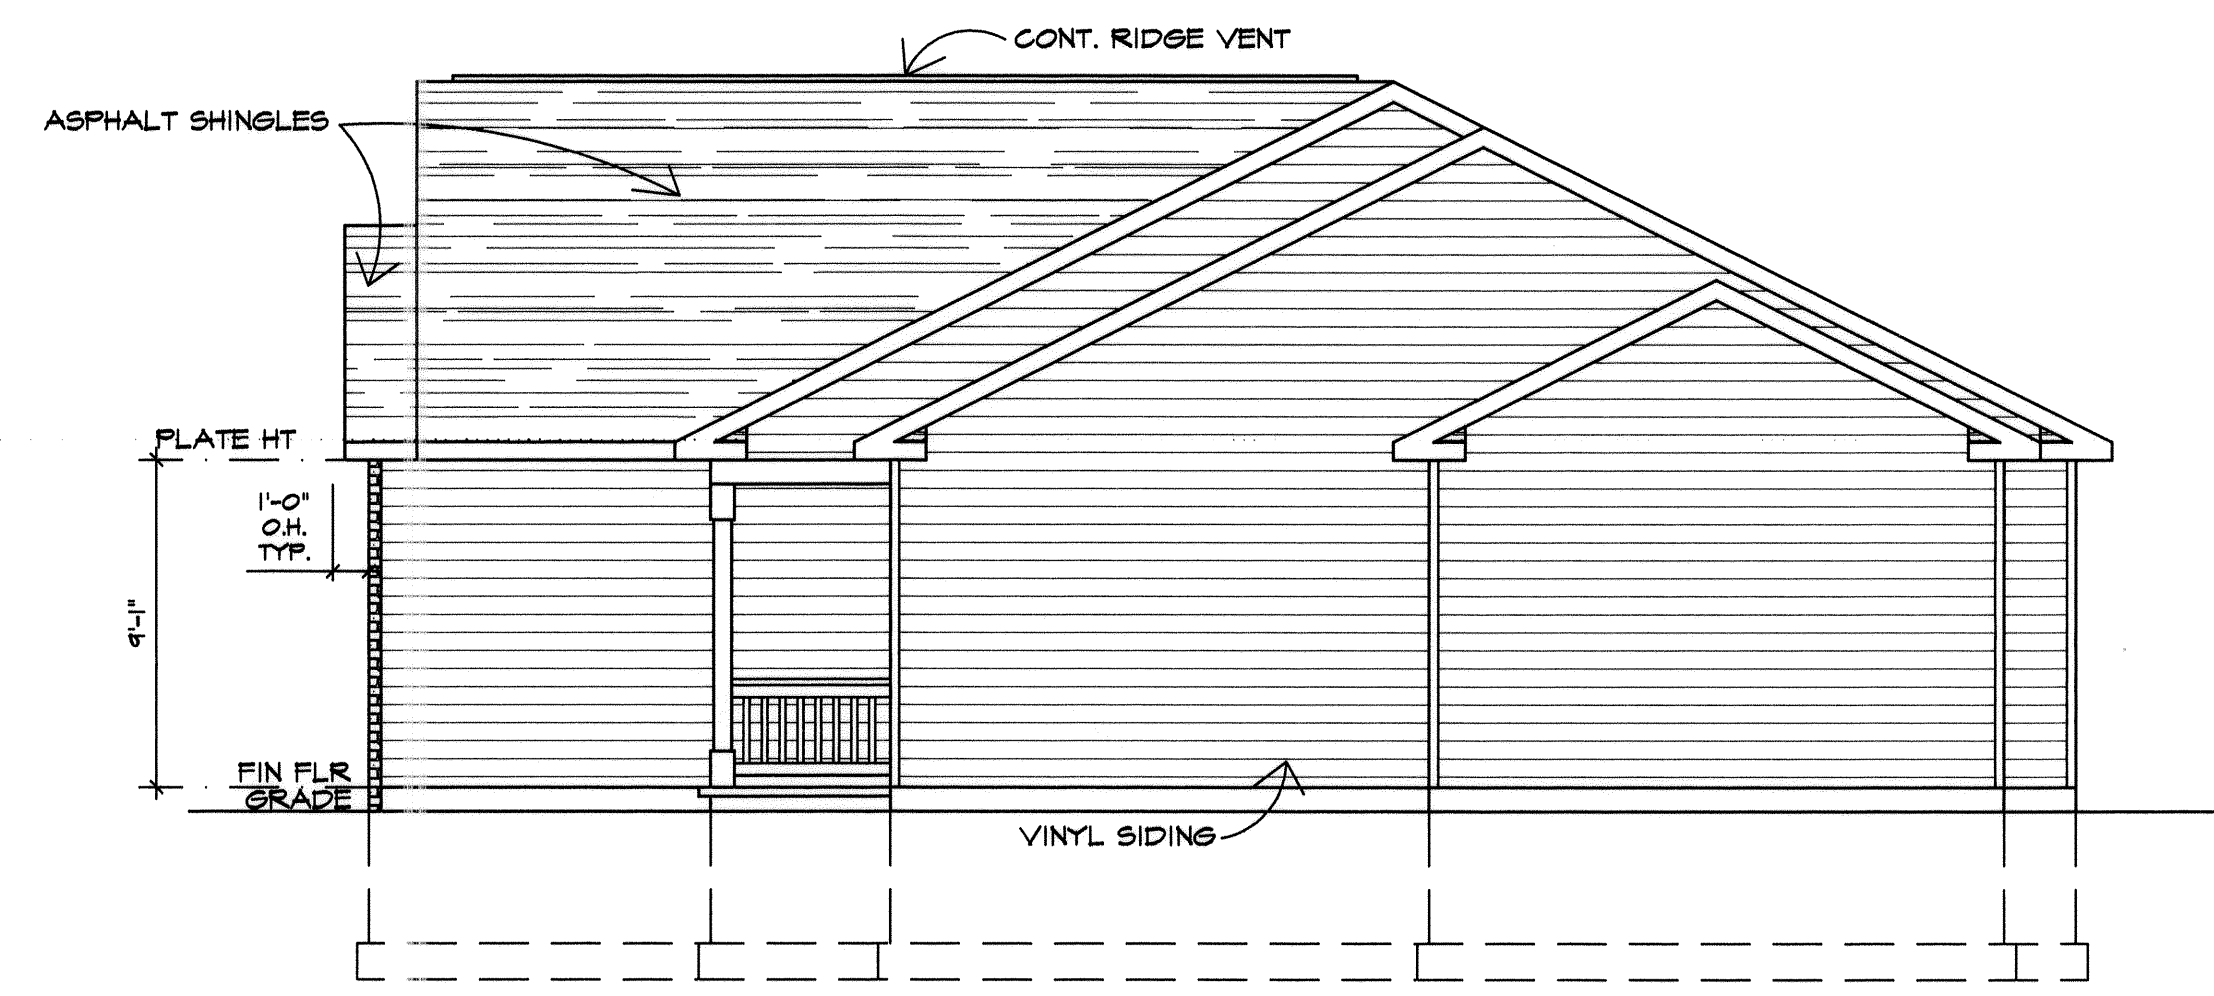 CONT. RIDGE VENT
ASPHALT SHINGLES
PLATE HT
1'-0"
O.H.
TYP.
9'-1"
FIN FLR
GRADE
VINYL SIDING